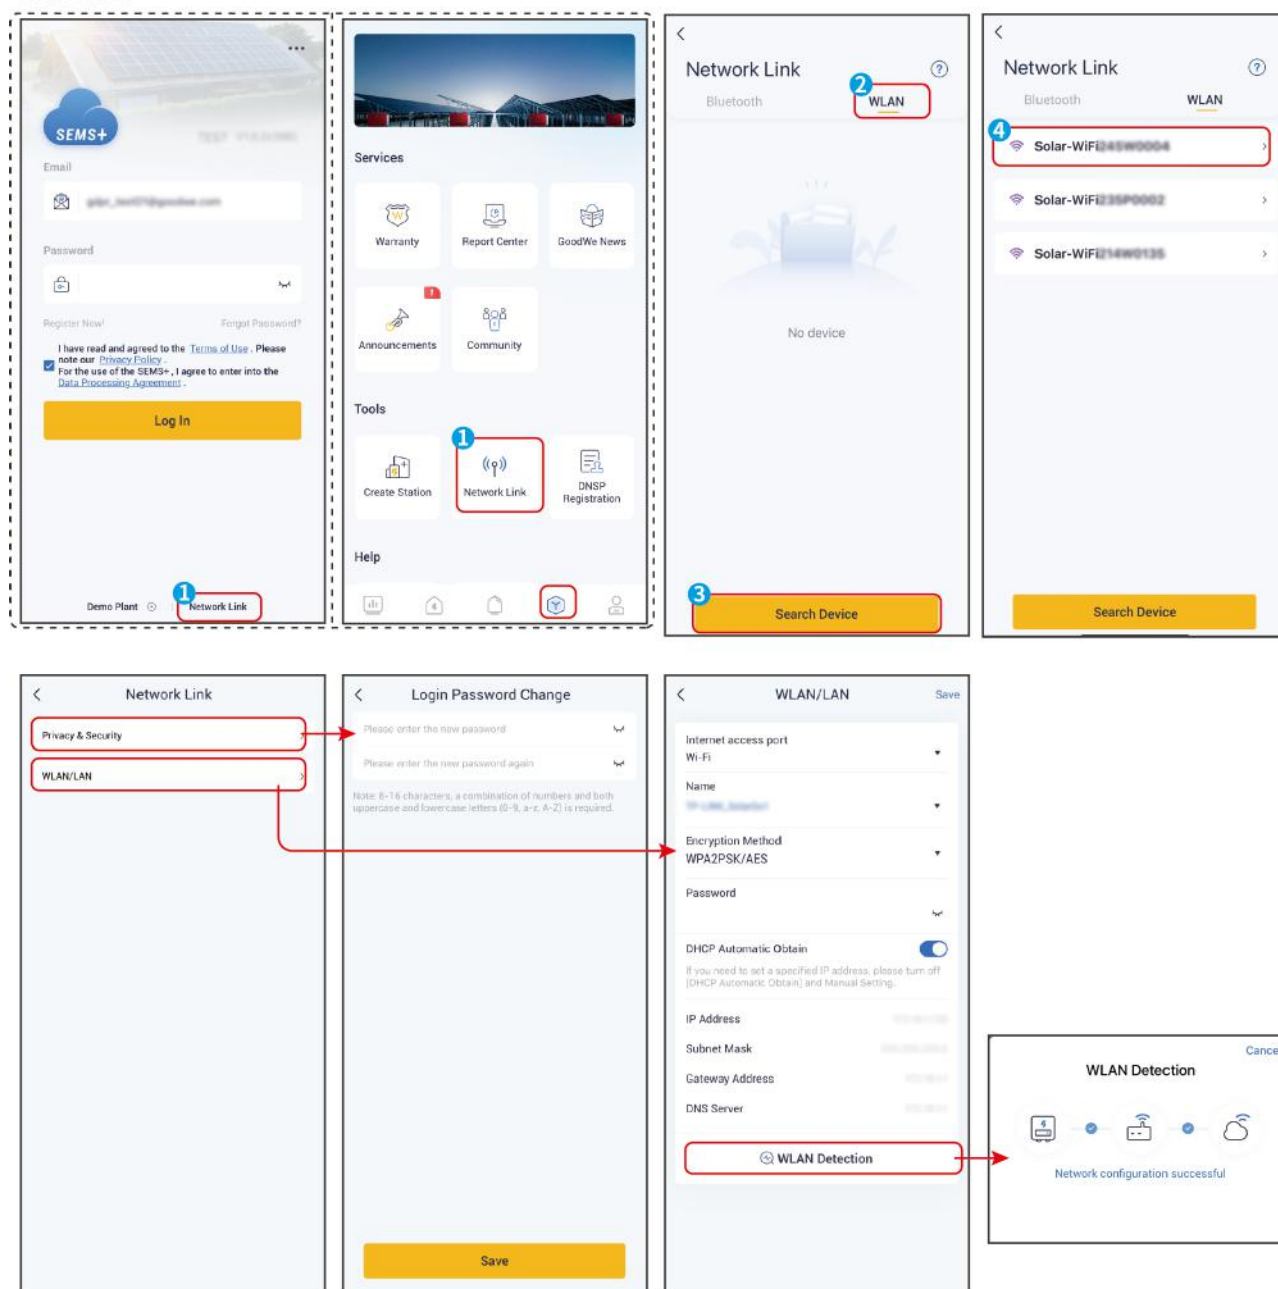 SEMS+
Email
Password
Register Now!
Forgot Password?
I have read and agreed to the Terms of Use . Please
note our Privacy Policy .
For the use of the SEMS+ , I agree to enter into the
Data Processing Agreement .
Log In
Demo Plant
1
Network Link
Services
Warranty
Report Center
GoodWe News
Announcements
Community
Tools
1
Create Station
Network Link
DNSP
Registration
Help
Network Link
?
Bluetooth
2
WLAN
No device
3
Search Device
Network Link
?
Bluetooth
WLAN
4
Solar-WiFi
Solar-WiFi
Solar-WiFi
Search Device
Network Link
Privacy & Security
WLAN/LAN
Login Password Change
Please enter the new password
Please enter the new password again
Note: 6-16 characters, a combination of numbers and both
uppercase and lowercase letters (0-9, a-z, A-Z) is required.
Save
WLAN/LAN
Save
Internet access port
Wi-Fi
Name
Encryption Method
WPA2PSK/AES
Password
DHCP Automatic Obtain
If you need to set a specified IP address, please turn off
[DHCP Automatic Obtain] and Manual Setting.
IP Address
Subnet Mask
Gateway Address
DNS Server
WLAN Detection
Cance
WLAN Detection
Network configuration successful